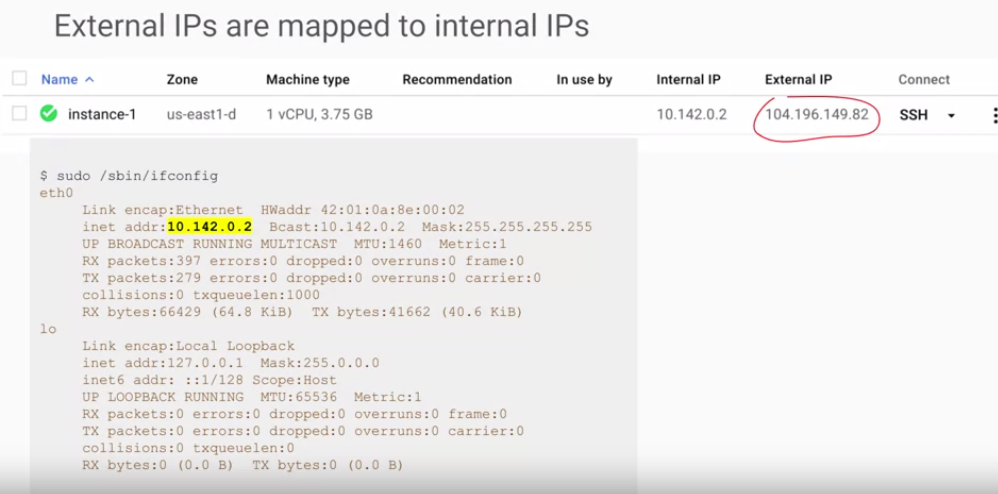 External IPs are mapped to internal IPs
Name Zone Machine type Recommendation In use by Internal IP External IP Connect
instance-1 us-east1-d 1 vCPU, 3.75 GB 10.142.0.2 104.196.149.82 SSH
$ sudo /sbin/ifconfig
eth0
Link encap:Ethernet HWaddr 42:01:0a:8e:00:02
inet addr:10.142.0.2 Bcast:10.142.0.2 Mask:255.255.255.255
UP BROADCAST RUNNING MULTICAST MTU:1460 Metric:1
RX packets:397 errors:0 dropped:0 overruns:0 frame:0
TX packets:279 errors:0 dropped:0 overruns:0 carrier:0
collisions:0 txqueuelen:1000
RX bytes:66429 (64.8 KiB) TX bytes:41662 (40.6 KiB)
lo
Link encap:Local Loopback
inet addr:127.0.0.1 Mask:255.0.0.0
inet6 addr: ::1/128 Scope:Host
UP LOOPBACK RUNNING MTU:65536 Metric:1
RX packets:0 errors:0 dropped:0 overruns:0 frame:0
TX packets:0 errors:0 dropped:0 overruns:0 carrier:0
collisions:0 txqueuelen:0
RX bytes:0 (0.0 B) TX bytes:0 (0.0 B)